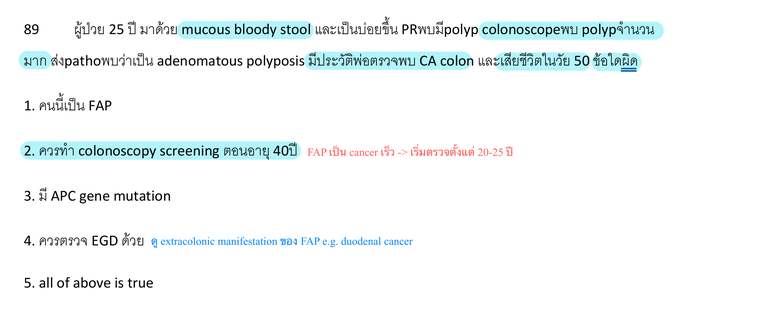 89 ผู้ป่วย 25 ปี มาด้วย mucous bloody stool และเป็นบ่อยขึ้น PRพบมีpolyp colonoscopeพบ polypจำนวน
มาก ส่งpathoพบว่าเป็น adenomatous polyposis มีประวัติพ่อตรวจพบ CA colon และเสียชีวิตในวัย 50 ข้อใดผิด
1. คนนี้เป็น FAP
2. ควรทำ colonoscopy screening ตอนอายุ 40ปี FAP เป็น cancer เร็ว -> เริ่มตรวจตั้งแต่ 20-25 ปี
3. มี APC gene mutation
4. ควรตรวจ EGD ด้วย ดู extracolonic manifestation ของ FAP e.g. duodenal cancer
5. all of above is true